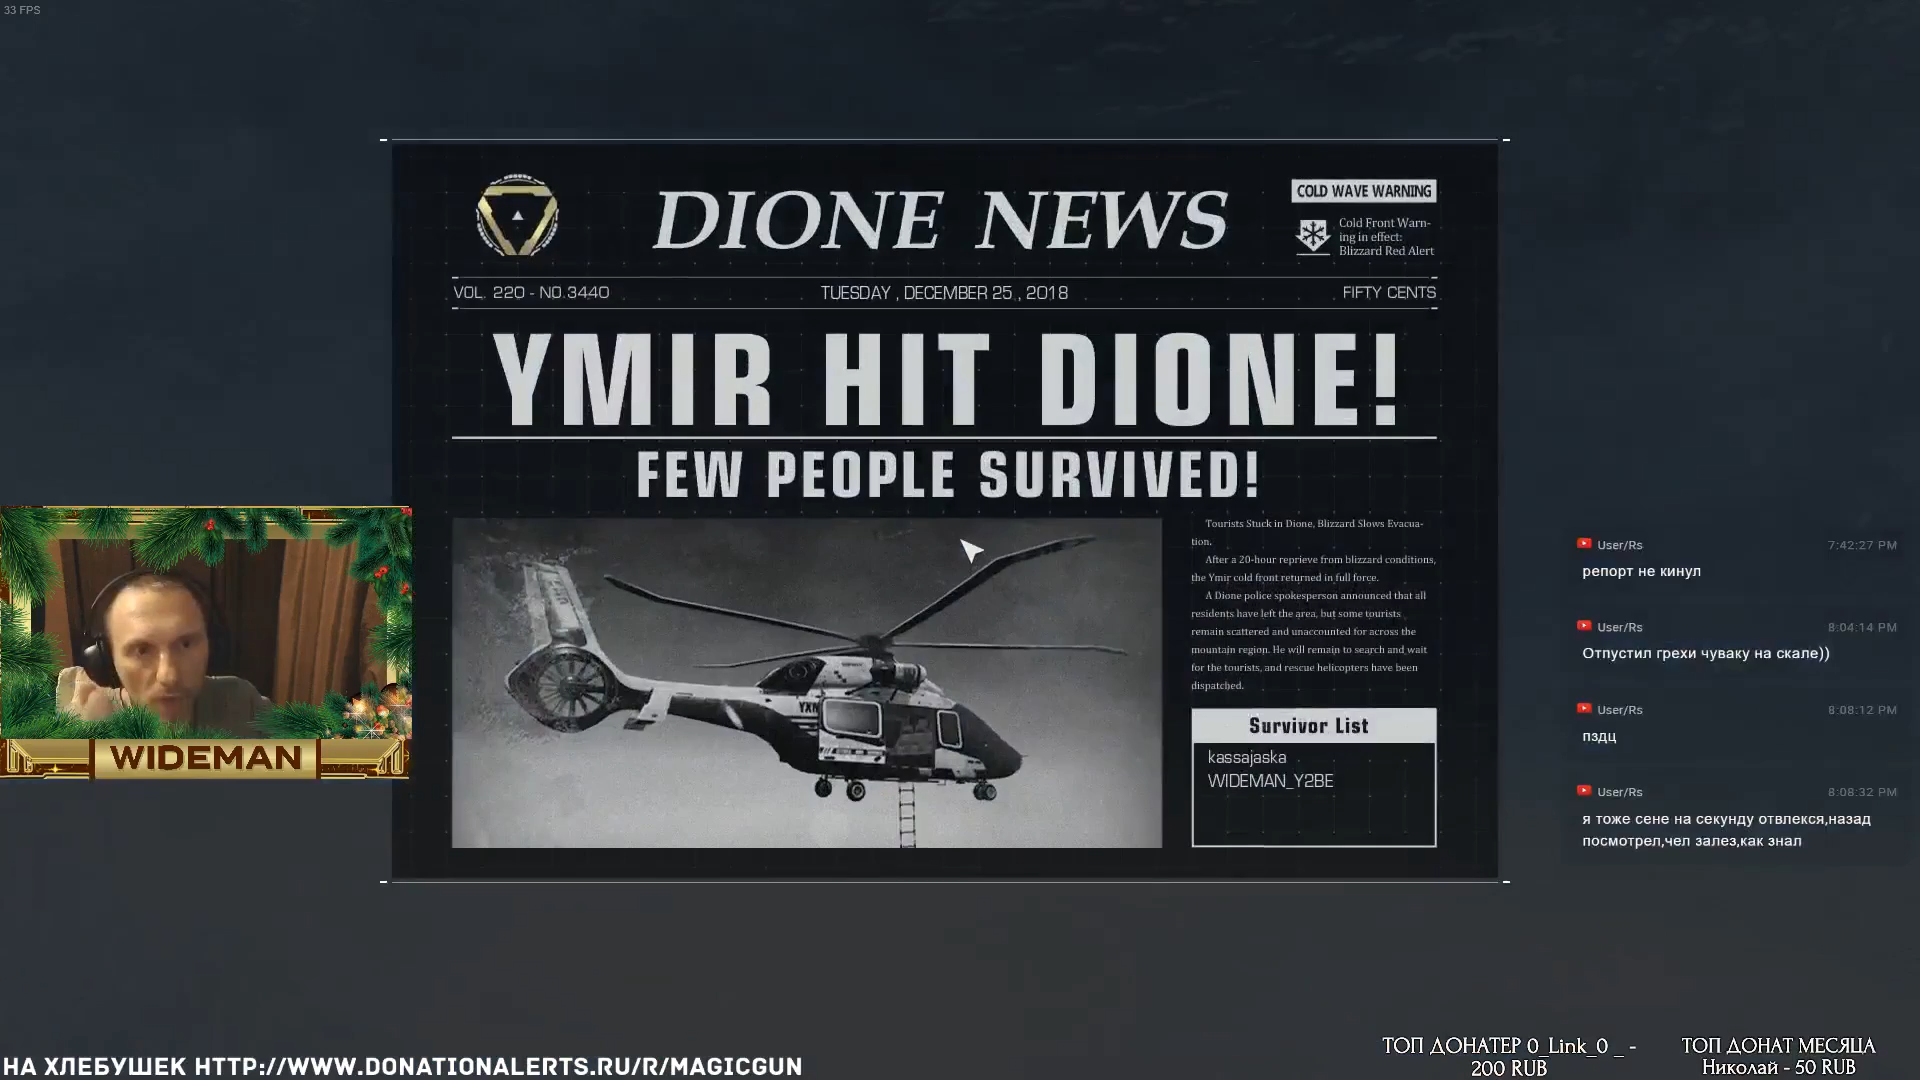 33 FPS
DIONE NEWS
COLD WAVE WARNING
Cold Front Warn-
ing in effect:
Blizzard Red Alert
VOL. 220 - NO.3440
TUESDAY , DECEMBER 25 , 2018
FIFTY CENTS
YMIR HIT DIONE!
FEW PEOPLE SURVIVED!
Tourists Stuck in Dione, Blizzard Slows Evacua-
tion.
After a 20-hour reprieve from blizzard conditions,
the Ymir cold front returned in full force.
A Dione police spokesperson announced that all
residents have left the area, but some tourists
remain scattered and unaccounted for across the
mountain region. He will remain to search and wait
for the tourists, and rescue helicopters have been
dispatched.
Survivor List
kassajaska
WIDEMAN_Y2BE
WIDEMAN
User/Rs 7:42:27 PM
репорт не кинул
User/Rs 8:04:14 PM
Отпустил грехи чуваку на скале))
User/Rs 8:08:12 PM
пздц
User/Rs 8:08:32 PM
я тоже сене на секунду отвлекся,назад
посмотрел,чел залез,как знал
НА ХЛЕБУШЕК HTTP://WWW.DONATIONALERTS.RU/R/MAGICGUN
ТОП ДОНАТЕР 0_Link_0 _ -
200 RUB
ТОП ДОНАТ МЕСЯЦА
Николай - 50 RUB